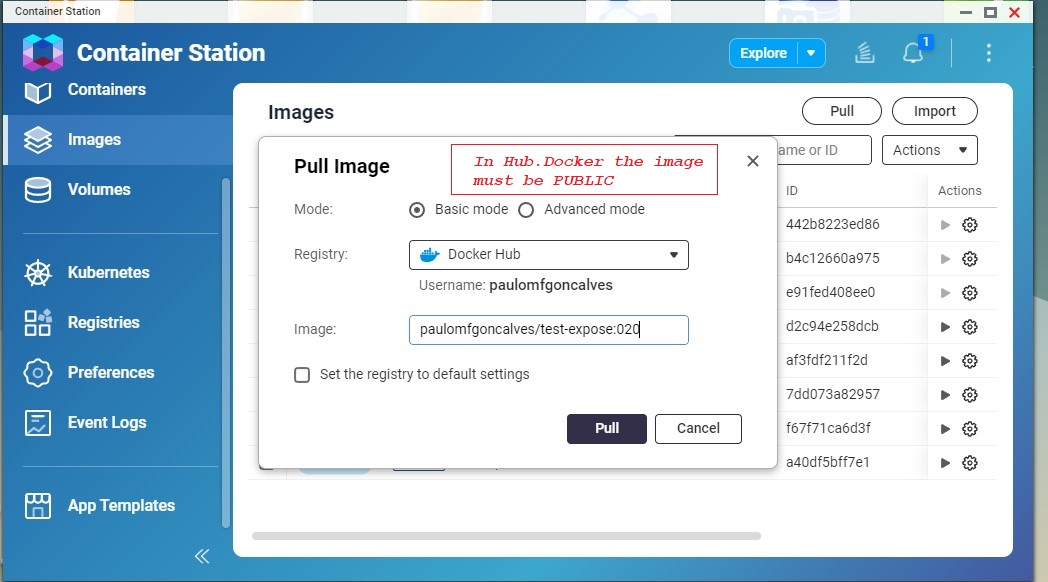 Container Station
Container Station
Explore
1
Containers
Images
Volumes
Kubernetes
Registries
Preferences
Event Logs
App Templates
Images
Pull
Import
ame or ID
Actions
ID
Actions
442b8223ed86
b4c12660a975
e91fed408ee0
d2c94e258dcb
af3fdf211f2d
7dd073a82957
f67f71ca6d3f
a40df5bff7e1
Pull Image
In Hub.Docker the image
must be PUBLIC
Mode:
Basic mode
Advanced mode
Registry:
Docker Hub
Username: paulomfgoncalves
Image:
paulomfgoncalves/test-expose:020
Set the registry to default settings
Pull
Cancel